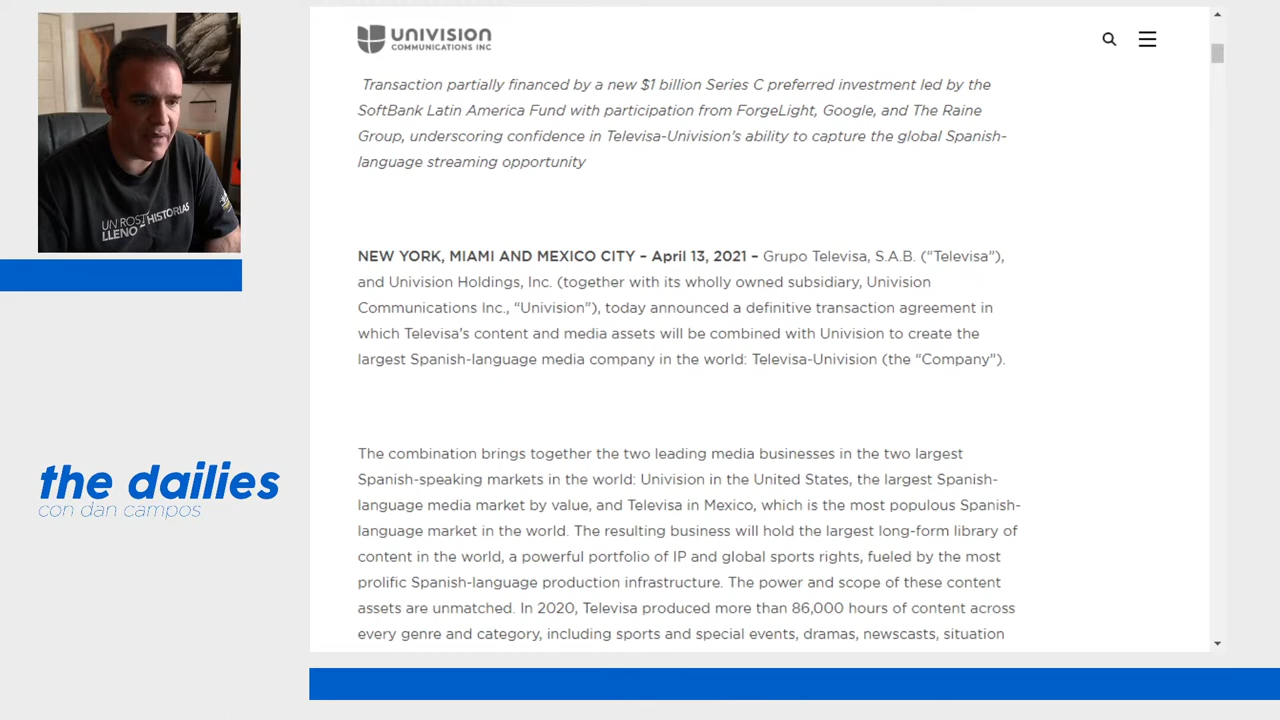 UNIVISION
COMMUNICATIONS INC
Transaction partially financed by a new $1 billion Series C preferred investment led by the
SoftBank Latin America Fund with participation from ForgeLight, Google, and The Raine
Group, underscoring confidence in Televisa-Univision’s ability to capture the global Spanish-
language streaming opportunity
NEW YORK, MIAMI AND MEXICO CITY – April 13, 2021 – Grupo Televisa, S.A.B. (“Televisa”),
and Univision Holdings, Inc. (together with its wholly owned subsidiary, Univision
Communications Inc., “Univision”), today announced a definitive transaction agreement in
which Televisa’s content and media assets will be combined with Univision to create the
largest Spanish-language media company in the world: Televisa-Univision (the “Company”).
The combination brings together the two leading media businesses in the two largest
Spanish-speaking markets in the world: Univision in the United States, the largest Spanish-
language media market by value, and Televisa in Mexico, which is the most populous Spanish-
language market in the world. The resulting business will hold the largest long-form library of
content in the world, a powerful portfolio of IP and global sports rights, fueled by the most
prolific Spanish-language production infrastructure. The power and scope of these content
assets are unmatched. In 2020, Televisa produced more than 86,000 hours of content across
every genre and category, including sports and special events, dramas, newscasts, situation
UN ROSTRO
LLENO DE HISTORIAS
the dailies
con dan campos